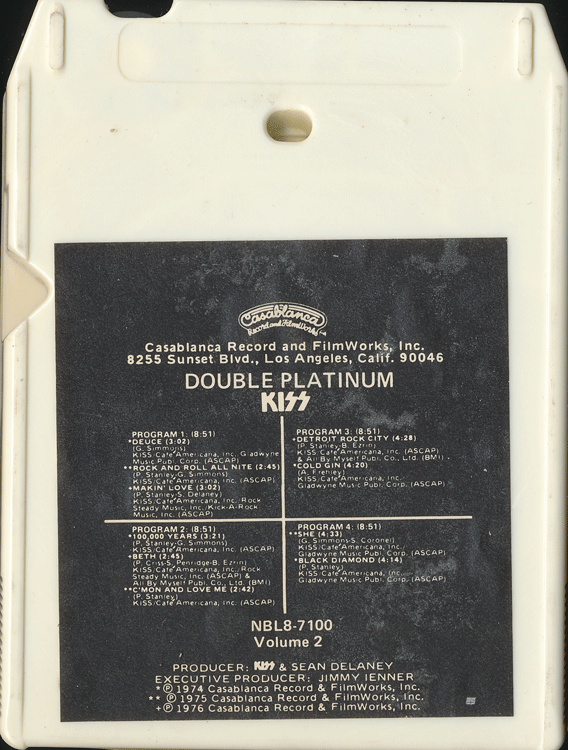 Casablanca
Record and FilmWorks
Casablanca Record and FilmWorks, Inc.
8255 Sunset Blvd., Los Angeles, Calif. 90046
DOUBLE PLATINUM
KISS
PROGRAM 1: (8:51)
*DEUCE (3:02)
(G. Simmons)
KISS/Cafe Americana, Inc. Gladwyne
Music Publ. Corp. (ASCAP)
**ROCK AND ROLL ALL NITE (2:45)
(P. Stanley-G. Simmons)
KISS/Cafe Americana, Inc. (ASCAP)
*MAKIN' LOVE (3:02)
(P. Stanley-S. Delaney)
KISS/Cafe Americana, Inc./Rock
Steady Music, Inc./Kick-A-Rock
Music, Inc. (ASCAP)
PROGRAM 2: (8:51)
*100,000 YEARS (3:21)
(P. Stanley-G. Simmons)
KISS/Cafe Americana, Inc. (ASCAP)
*BETH (2:45)
(P. Criss-S. Penridge-B. Ezrin)
KISS/Cafe Americana, Inc. Rock
Steady Music, Inc. (ASCAP) &
All By Myself Publ. Co., Ltd. (BMI)
**C'MON AND LOVE ME (2:42)
(P. Stanley)
KISS/Cafe Americana, Inc. (ASCAP)
PROGRAM 3: (8:51)
*DETROIT ROCK CITY (4:28)
(P. Stanley-B. Ezrin)
KISS/Cafe Americana, Inc. (ASCAP)
& All By Myself Pub. Co., Ltd. (BMI)
*COLD GIN (4:20)
(A. Frehley)
KISS/Cafe Americana, Inc.
Gladwyne Music Publ. Corp. (ASCAP)
PROGRAM 4: (8:51)
**SHE (4:33)
(G. Simmons-S. Coronel)
KISS/Cafe Americana, Inc.
Gladwyne Music Publ. Corp. (ASCAP)
*BLACK DIAMOND (4:14)
(P. Stanley)
KISS/Cafe Americana, Inc.
Gladwyne Music Publ. Corp. (ASCAP)
NBL8-7100
Volume 2
PRODUCER: KISS & SEAN DELANEY
EXECUTIVE PRODUCER: JIMMY IENNER
*℗ 1974 Casablanca Record & FilmWorks, Inc.
**℗ 1975 Casablanca Record & FilmWorks, Inc.
+℗ 1976 Casablanca Record & FilmWorks, Inc.